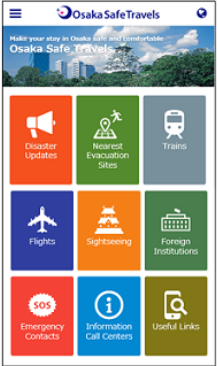 Osaka Safe Travels
Make your stay in Osaka safe and comfortable
Osaka Safe Travels
Disaster
Updates
Nearest
Evacuation
Sites
Trains
Flights
Sightseeing
Foreign
Institutions
SOS
Emergency
Contacts
Information
Call Centers
Useful Links